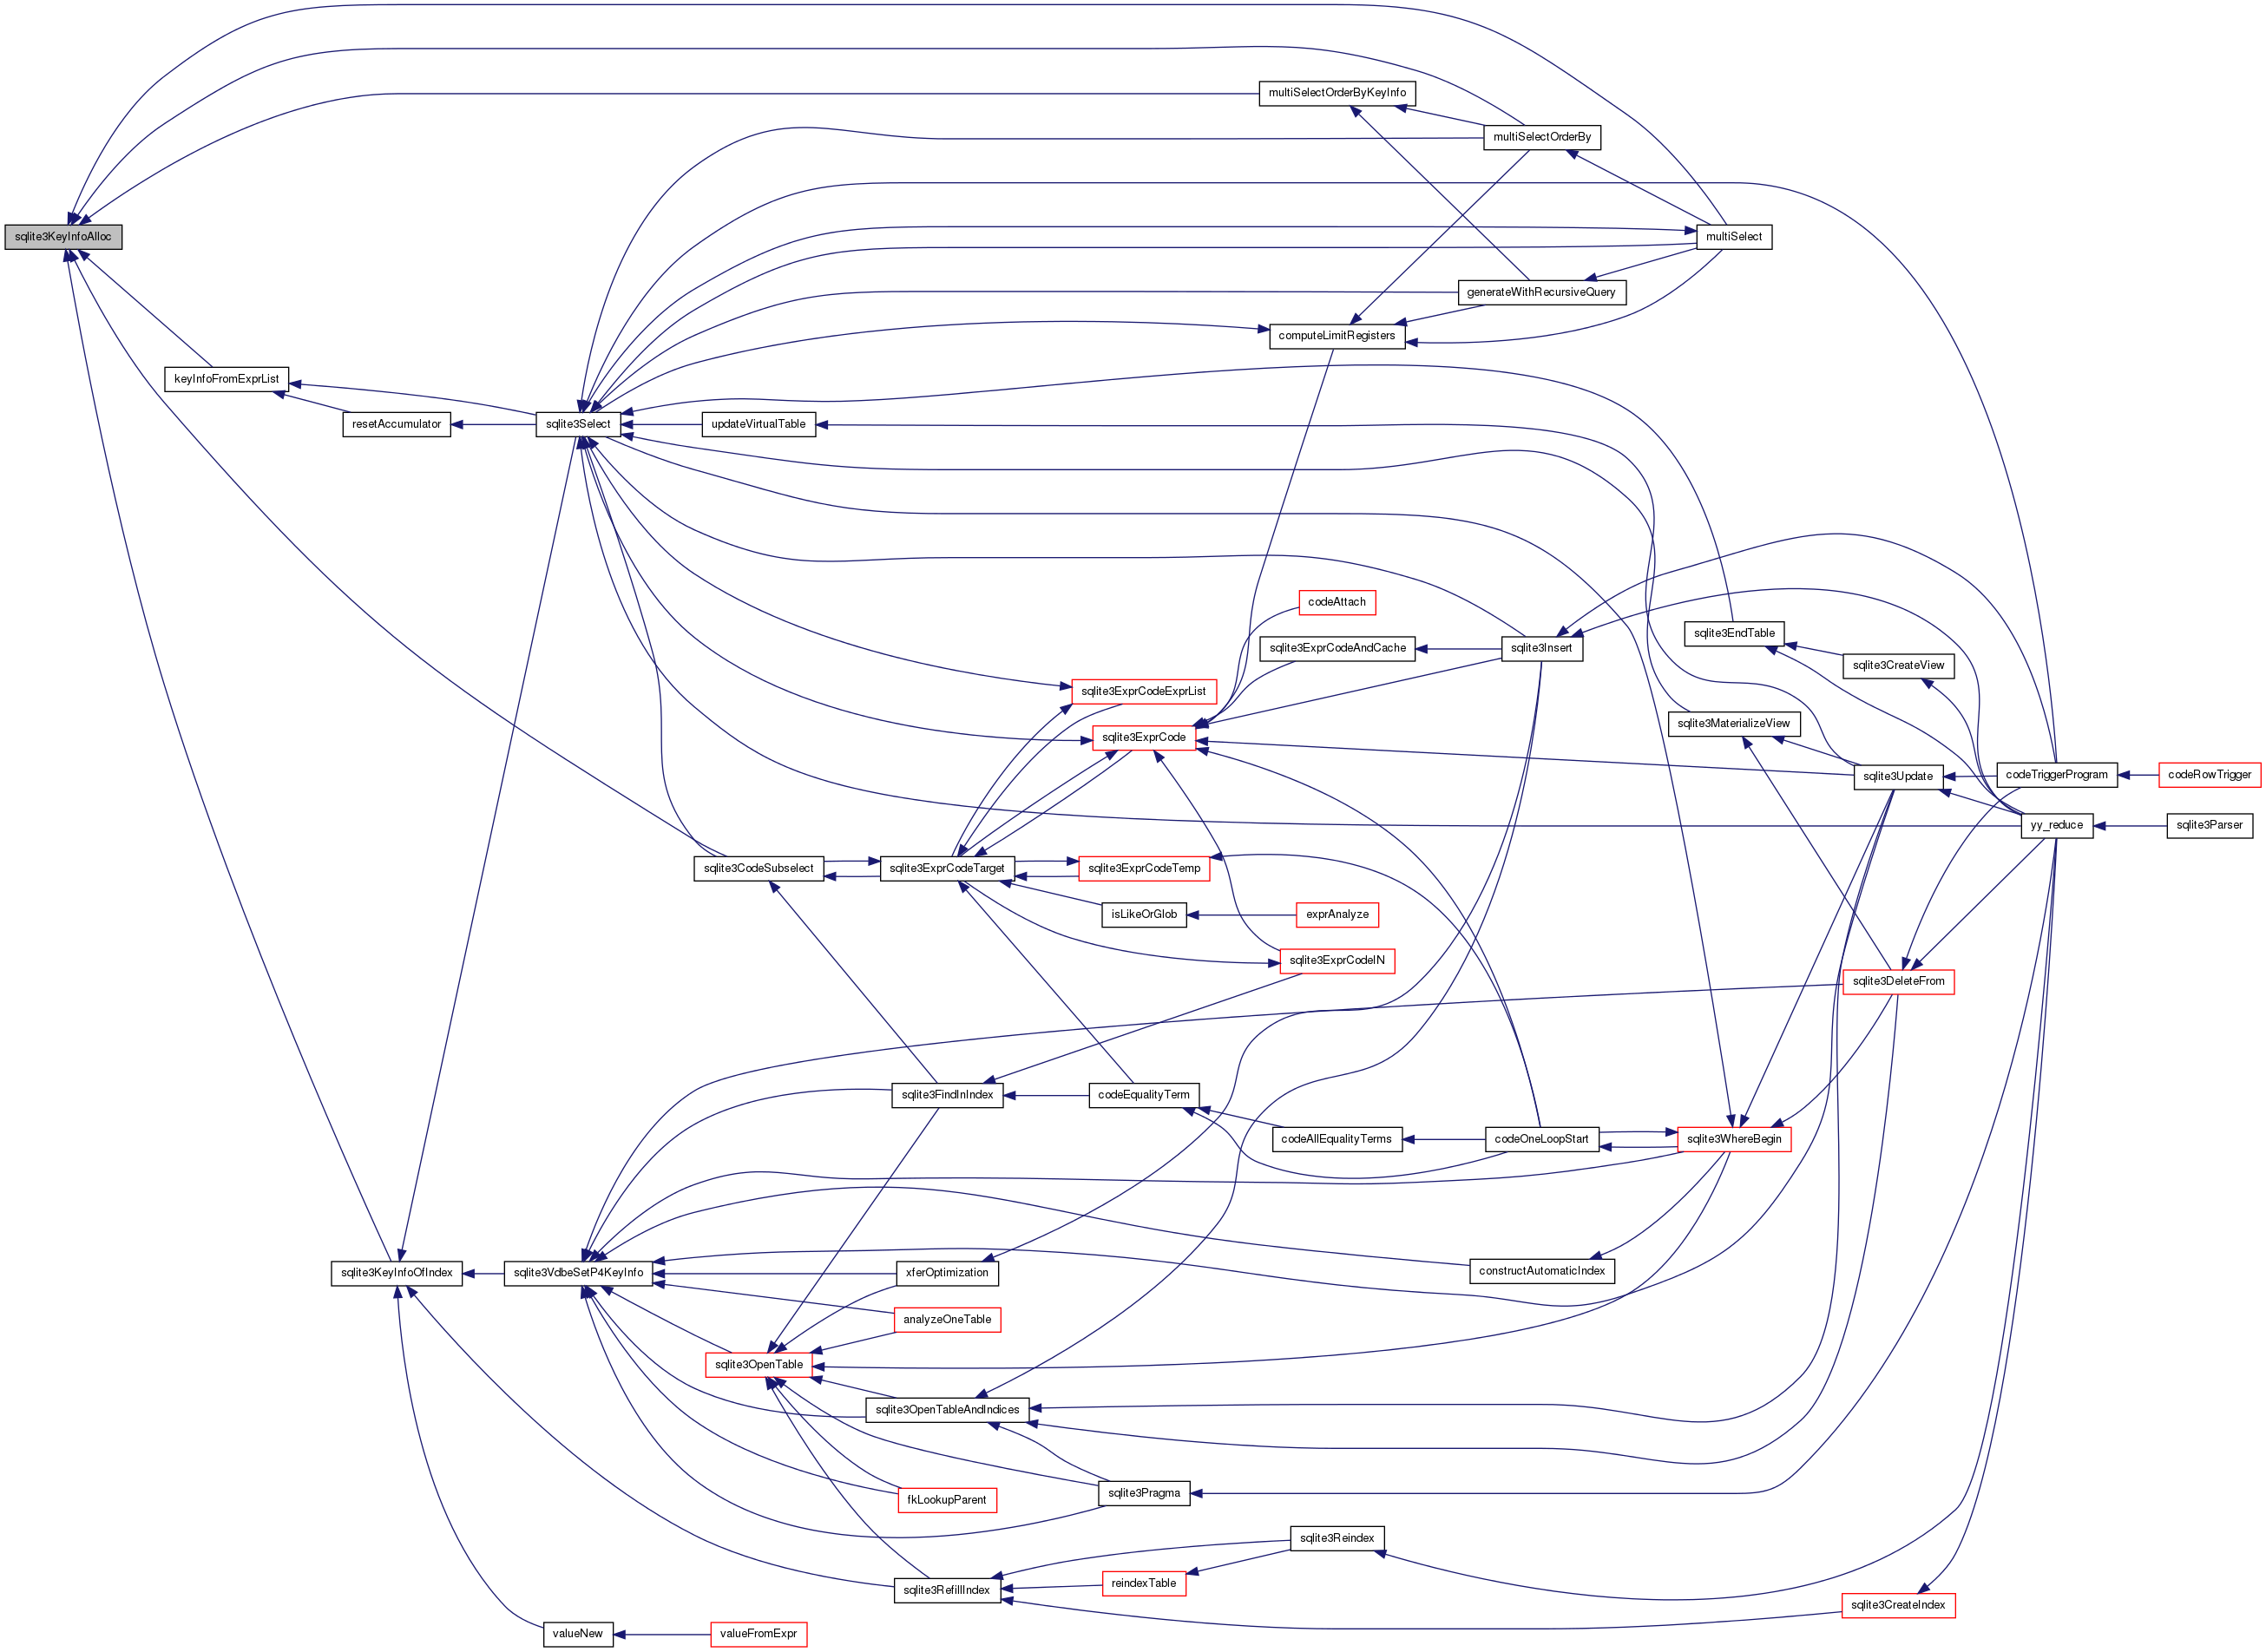 multiSelectOrderByKeyInfo
multiSelectOrderBy
sqlite3KeyInfoAlloc
multiSelect
generateWithRecursiveQuery
computeLimitRegisters
keyInfoFromExprList
resetAccumulator
sqlite3Select
updateVirtualTable
codeAttach
sqlite3EndTable
sqlite3ExprCodeAndCache
sqlite3Insert
sqlite3CreateView
sqlite3ExprCodeExprList
sqlite3MaterializeView
sqlite3ExprCode
sqlite3Update
codeTriggerProgram
codeRowTrigger
yy_reduce
sqlite3Parser
sqlite3CodeSubselect
sqlite3ExprCodeTarget
sqlite3ExprCodeTemp
isLikeOrGlob
exprAnalyze
sqlite3ExprCodeIN
sqlite3DeleteFrom
sqlite3FindInIndex
codeEqualityTerm
codeAllEqualityTerms
codeOneLoopStart
sqlite3WhereBegin
sqlite3KeyInfoOfIndex
sqlite3VdbeSetP4KeyInfo
xferOptimization
constructAutomaticIndex
analyzeOneTable
sqlite3OpenTable
sqlite3OpenTableAndIndices
sqlite3Pragma
fkLookupParent
sqlite3Reindex
reindexTable
sqlite3RefillIndex
sqlite3CreateIndex
valueNew
valueFromExpr